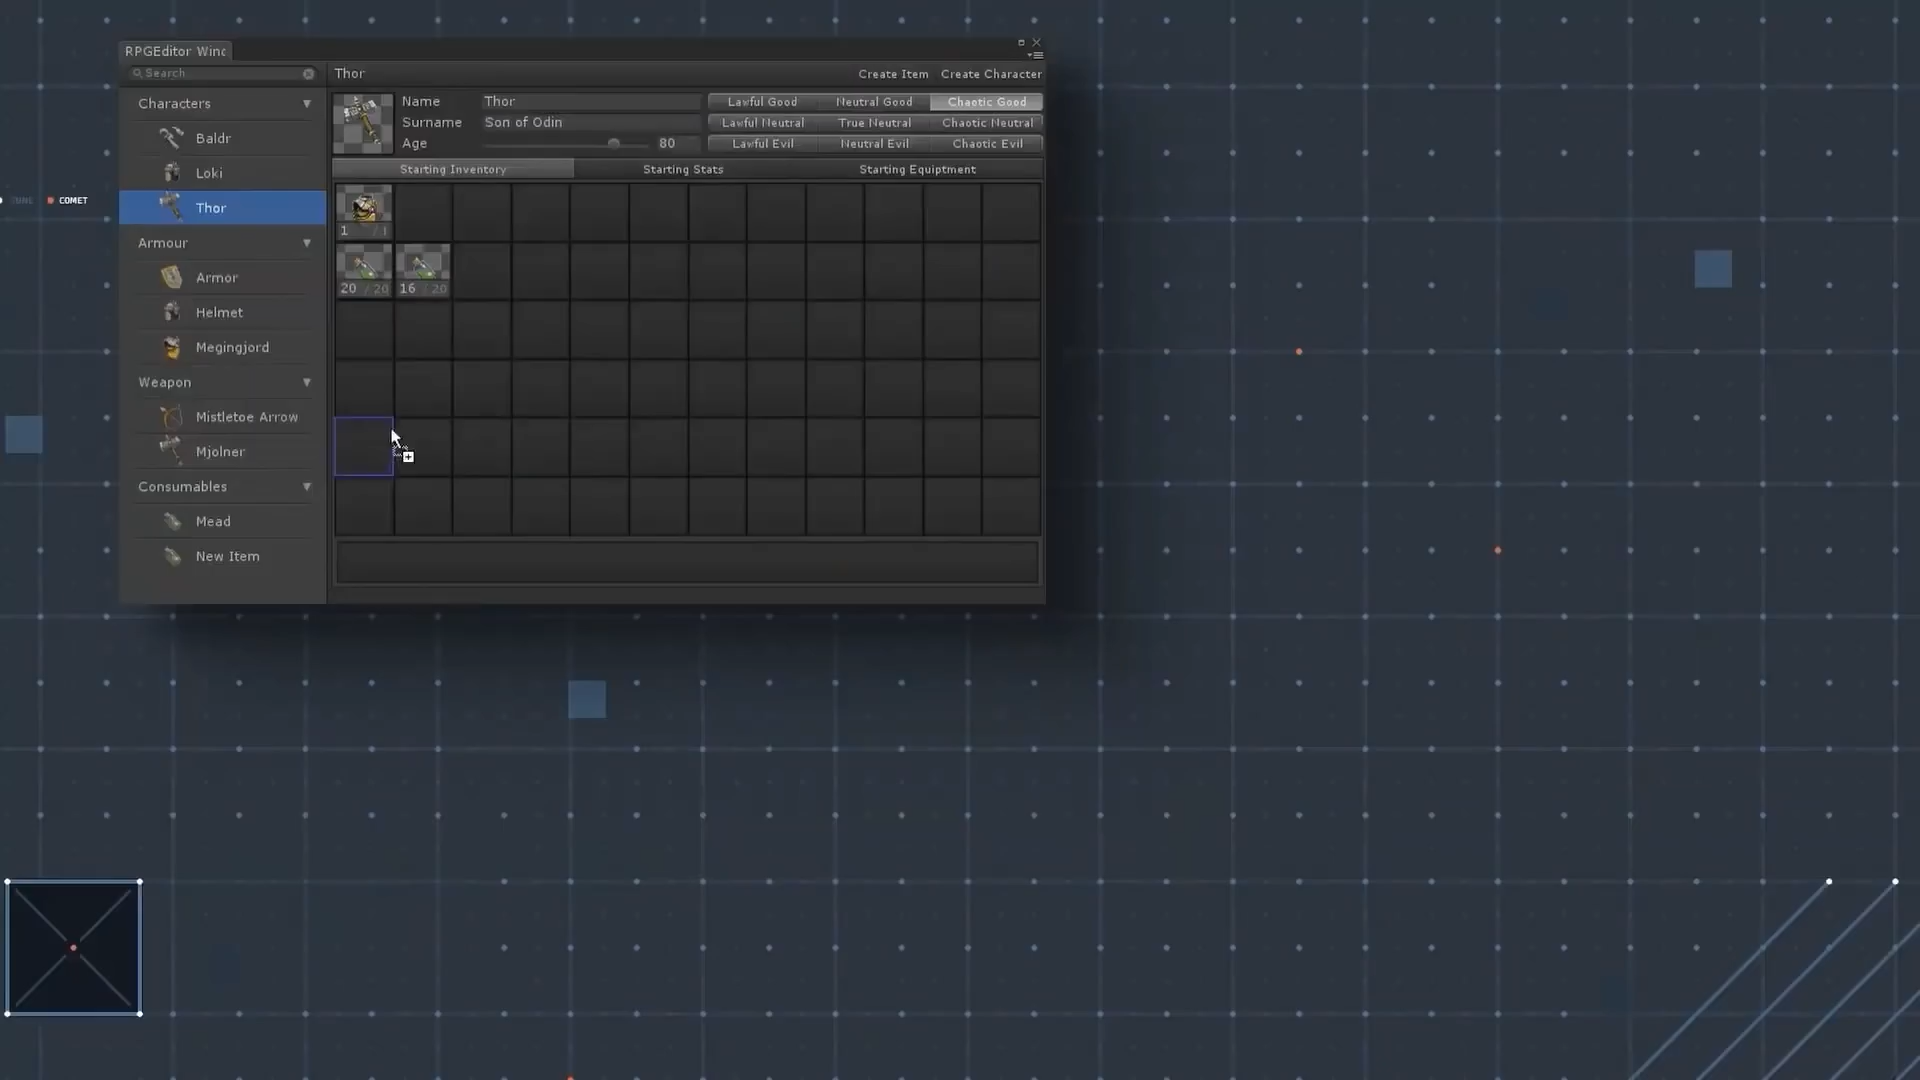 RPGEditor Winc
Search
Thor
Create Item
Create Character
Characters
Baldr
Loki
Thor
Armour
Armor
Helmet
Megingjord
Weapon
Mistletoe Arrow
Mjolner
Consumables
Mead
New Item
Name Thor
Surname Son of Odin
Age 80
Lawful Good Neutral Good Chaotic Good
Lawful Neutral True Neutral Chaotic Neutral
Lawful Evil Neutral Evil Chaotic Evil
Starting Inventory Starting Stats Starting Equiptment
1 / 1
20 / 20 16 / 20
COMET